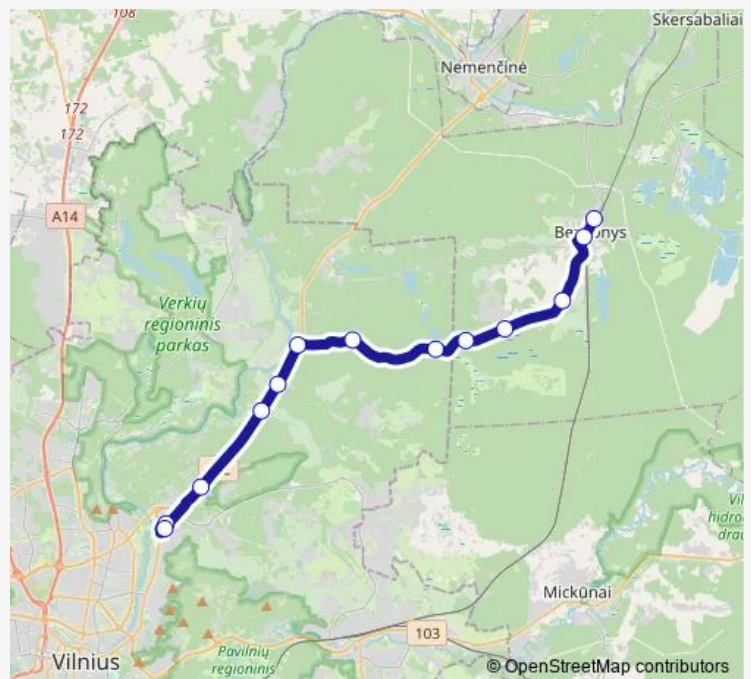 108
Skersabaliai
Nemenčinė
172
172
A14
Verkių
regioninis
parkas
Mickūnai
103
Vilnius
Pavilnių
regioninis
© OpenStreetMap contributors